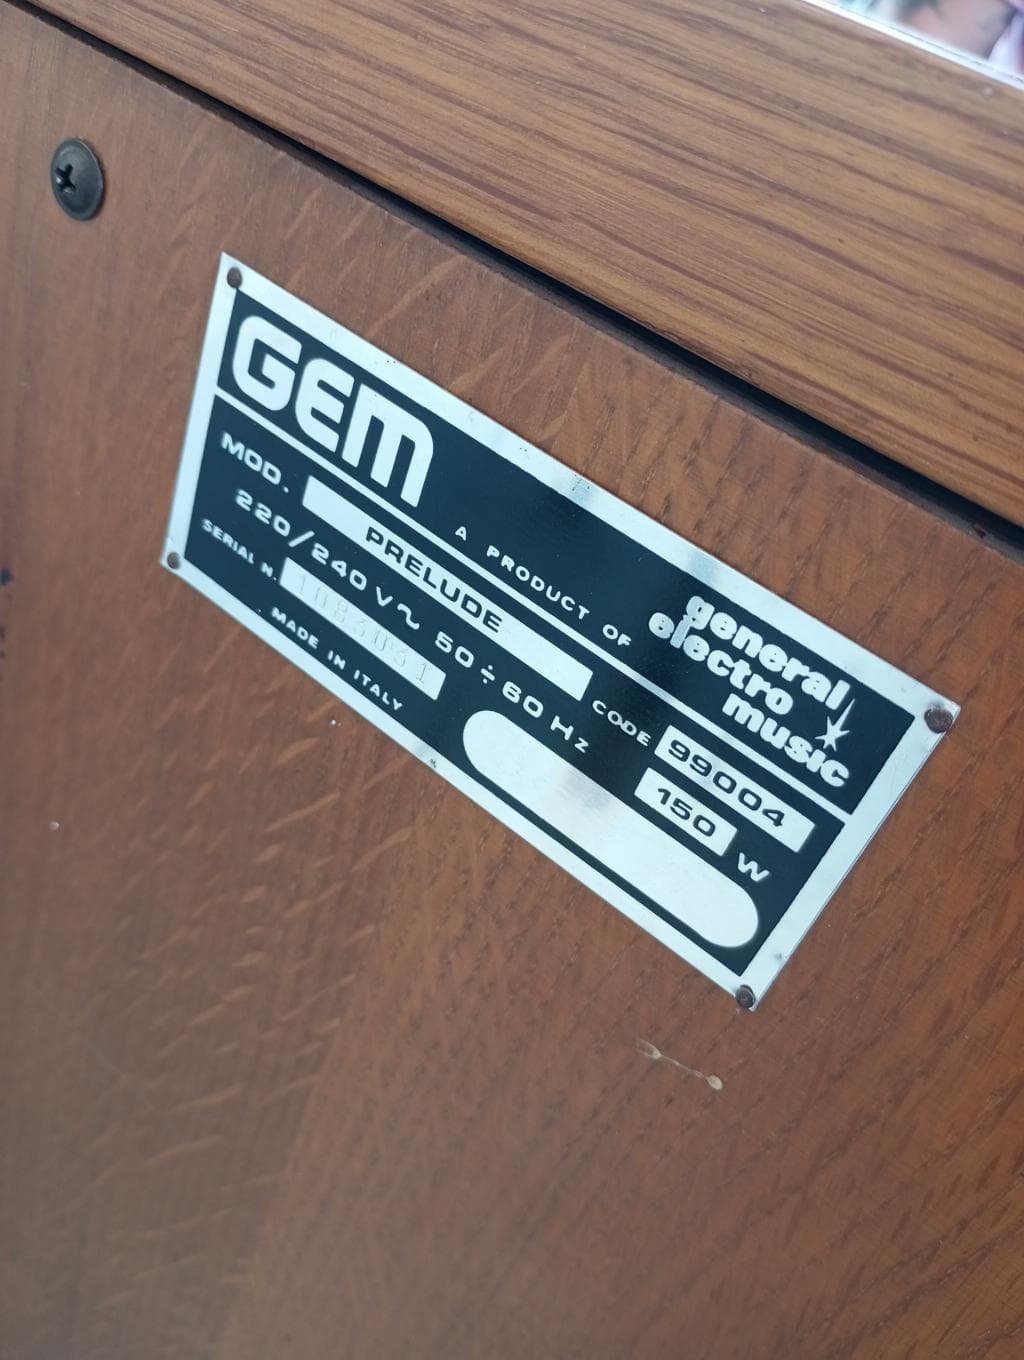 GEM
A PRODUCT OF
general
electro
music
MOD. PRELUDE CODE 99004
220/240 V~ 50÷60 Hz 150 W
SERIAL N.
MADE IN ITALY